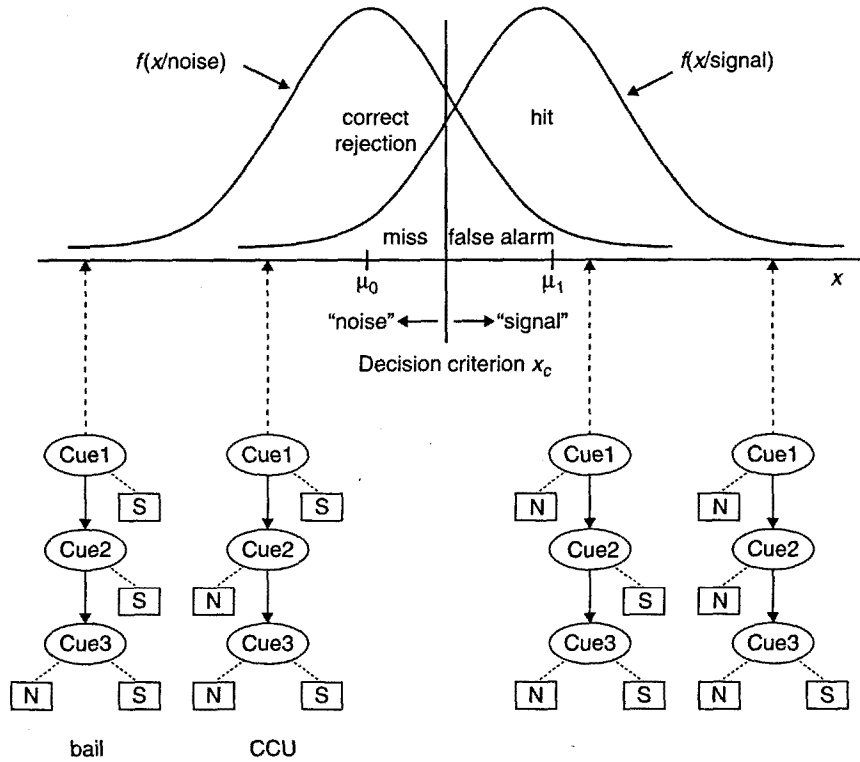 f(x/noise)
f(x/signal)
correct
rejection
hit
miss
false alarm
μ0
μ1
x
"noise"
"signal"
Decision criterion xc
Cue1 Cue1 Cue1 Cue1
S S N N
Cue2 Cue2 Cue2 Cue2
S N S N
Cue3 Cue3 Cue3 Cue3
N S N S N S N S
bail CCU